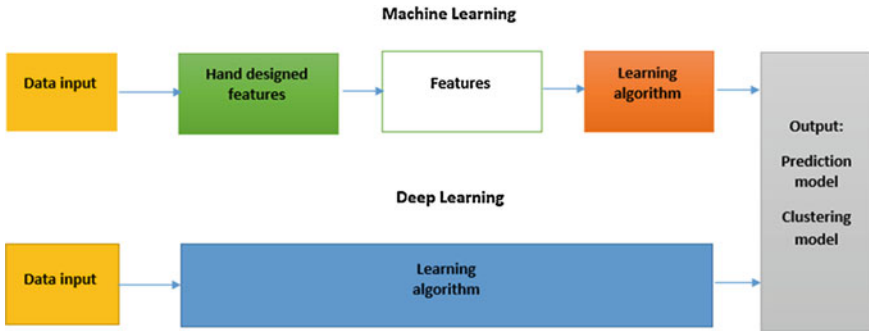 Machine Learning
Data input
Hand designed
features
Features
Learning
algorithm
Output:
Prediction
model
Clustering
model
Deep Learning
Data input
Learning
algorithm